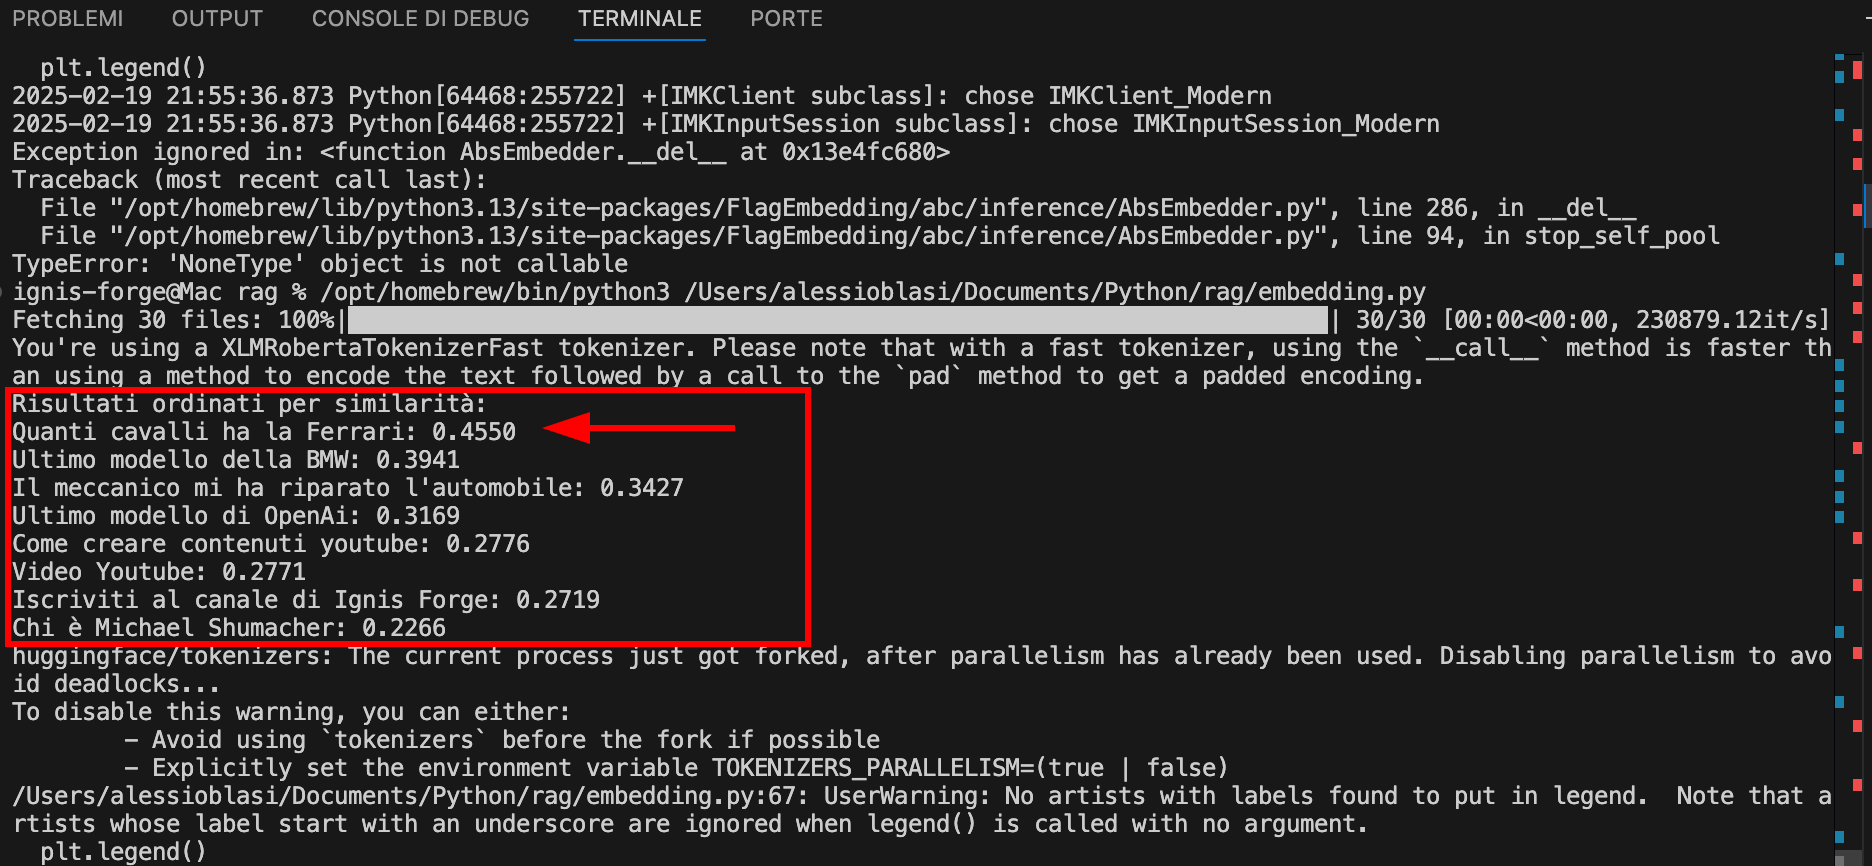 PROBLEMI OUTPUT CONSOLE DI DEBUG TERMINALE PORTE
plt.legend()
2025-02-19 21:55:36.873 Python[64468:255722] +[IMKClient subclass]: chose IMKClient_Modern
2025-02-19 21:55:36.873 Python[64468:255722] +[IMKInputSession subclass]: chose IMKInputSession_Modern
Exception ignored in: <function AbsEmbedder.__del__ at 0x13e4fc680>
Traceback (most recent call last):
File "/opt/homebrew/lib/python3.13/site-packages/FlagEmbedding/abc/inference/AbsEmbedder.py", line 286, in __del__
File "/opt/homebrew/lib/python3.13/site-packages/FlagEmbedding/abc/inference/AbsEmbedder.py", line 94, in stop_self_pool
TypeError: 'NoneType' object is not callable
ignis-forge@Mac rag % /opt/homebrew/bin/python3 /Users/alessioblasi/Documents/Python/rag/embedding.py
Fetching 30 files: 100%| | 30/30 [00:00<00:00, 230879.12it/s]
You're using a XLMRobertaTokenizerFast tokenizer. Please note that with a fast tokenizer, using the `__call__` method is faster th
an using a method to encode the text followed by a call to the `pad` method to get a padded encoding.
Risultati ordinati per similarità:
Quanti cavalli ha la Ferrari: 0.4550
Ultimo modello della BMW: 0.3941
Il meccanico mi ha riparato l'automobile: 0.3427
Ultimo modello di OpenAi: 0.3169
Come creare contenuti youtube: 0.2776
Video Youtube: 0.2771
Iscriviti al canale di Ignis Forge: 0.2719
Chi è Michael Shumacher: 0.2266
huggingface/tokenizers: The current process just got forked, after parallelism has already been used. Disabling parallelism to avo
id deadlocks...
To disable this warning, you can either:
- Avoid using `tokenizers` before the fork if possible
- Explicitly set the environment variable TOKENIZERS_PARALLELISM=(true | false)
/Users/alessioblasi/Documents/Python/rag/embedding.py:67: UserWarning: No artists with labels found to put in legend.  Note that a
rtists whose label start with an underscore are ignored when legend() is called with no argument.
plt.legend()